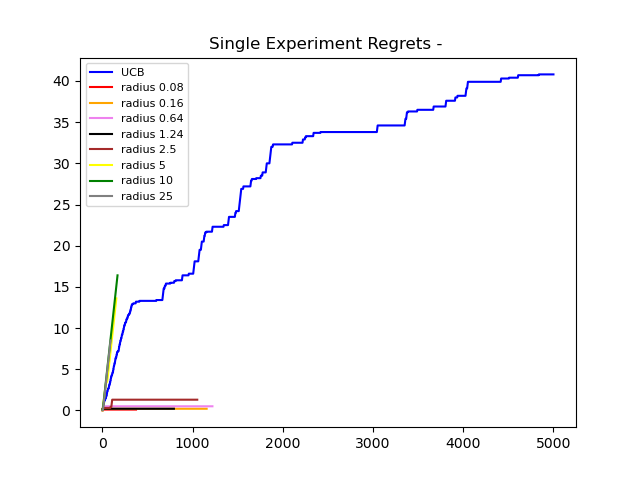 Single Experiment Regrets -
UCB
radius 0.08
radius 0.16
radius 0.64
radius 1.24
radius 2.5
radius 5
radius 10
radius 25
40
35
30
25
20
15
10
5
0
0 1000 2000 3000 4000 5000